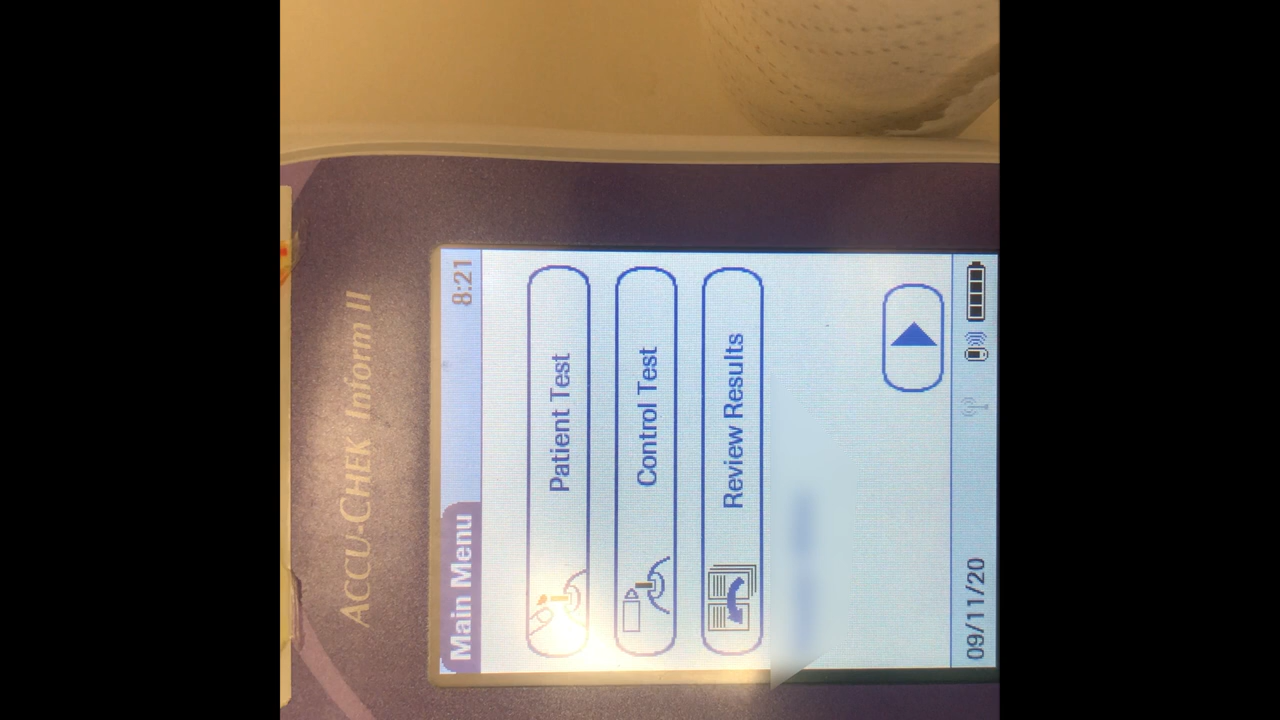 ACCU-CHEK Inform II
Main Menu 8:21
Patient Test
Control Test
Review Results
09/11/20